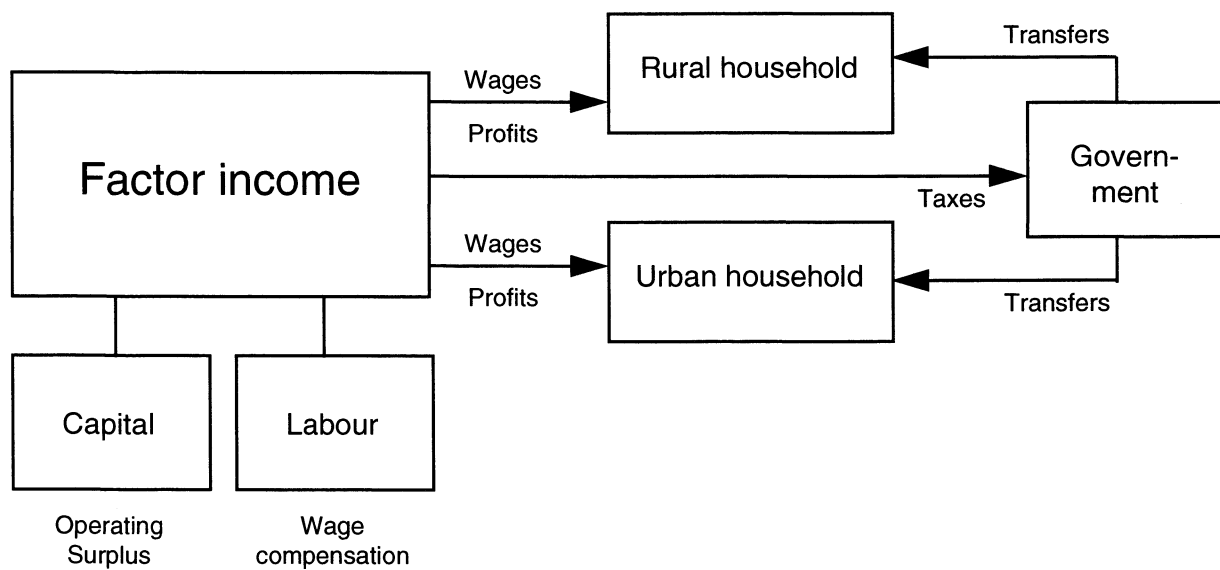 Transfers
Rural household
Wages
Profits
Factor income
Govern-
ment
Taxes
Wages
Profits
Urban household
Transfers
Capital
Labour
Operating
Surplus
Wage
compensation